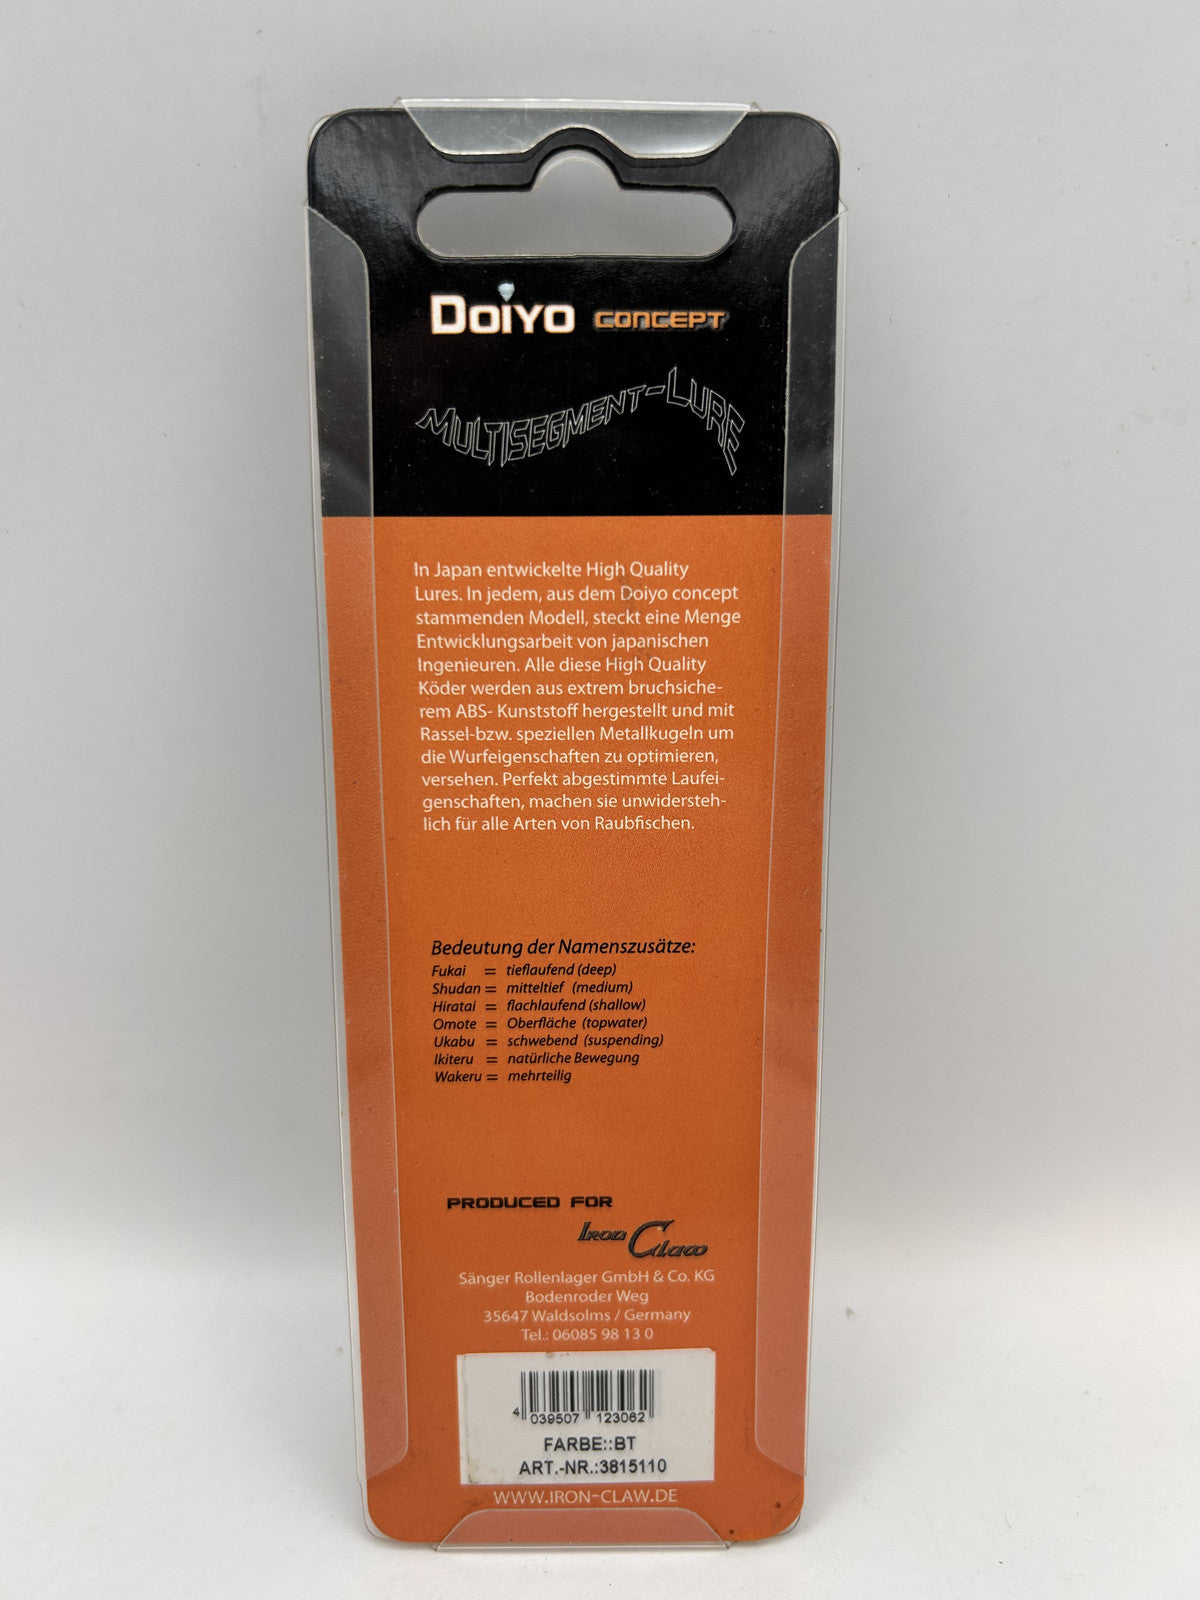 DOIYO CONCEPT
MULTISEGMENT-LURE
In Japan entwickelte High Quality
Lures. In jedem, aus dem Doiyo concept
stammenden Modell, steckt eine Menge
Entwicklungsarbeit von japanischen
Ingenieuren. Alle diese High Quality
Köder werden aus extrem bruchsiche-
rem ABS- Kunststoff hergestellt und mit
Rassel-bzw. speziellen Metallkugeln um
die Wurfeigenschaften zu optimieren,
versehen. Perfekt abgestimmte Laufei-
genschaften, machen sie unwidersteh-
lich für alle Arten von Raubfischen.
Bedeutung der Namenszusätze:
Fukai = tieflaufend (deep)
Shudan = mitteltief (medium)
Hiratai = flachlaufend (shallow)
Omote = Oberfläche (topwater)
Ukabu = schwebend (suspending)
Ikiteru = natürliche Bewegung
Wakeru = mehrteilig
PRODUCED FOR
Iron Claw
Sänger Rollenlager GmbH & Co. KG
Bodenroder Weg
35647 Waldsolms / Germany
Tel.: 06085 98 13 0
4 039507 123062
FARBE::BT
ART.-NR.:3815110
WWW.IRON-CLAW.DE